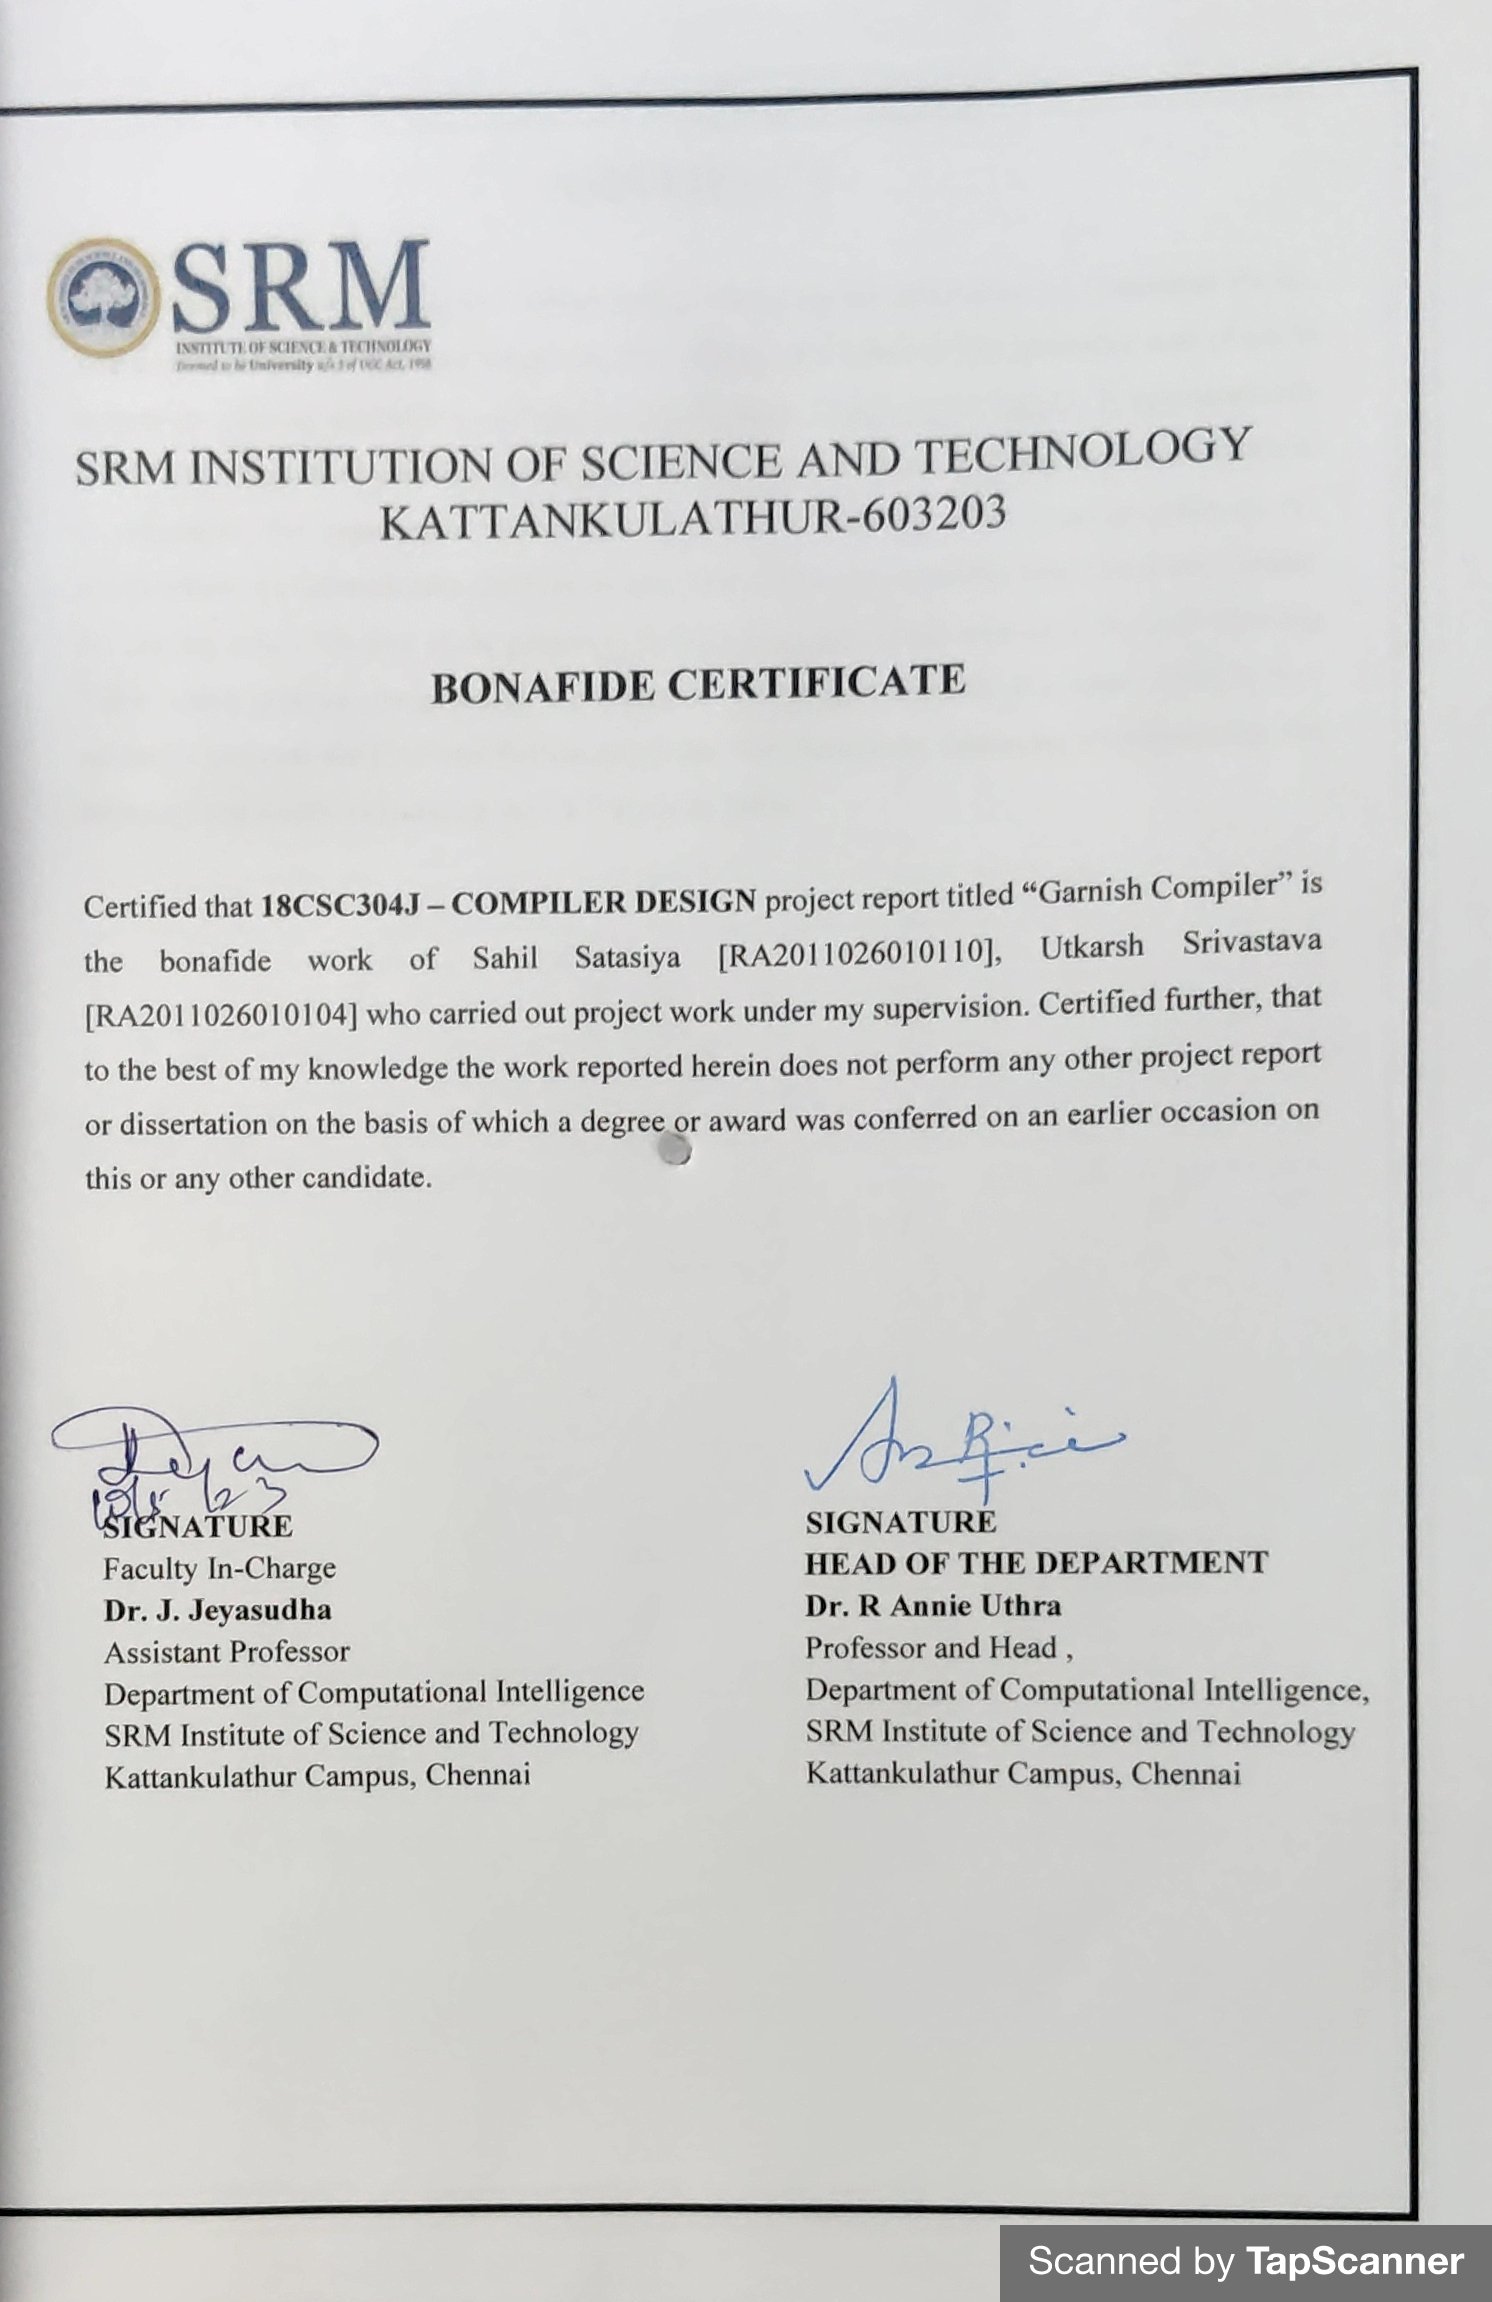 SRM
INSTITUTE OF SCIENCE & TECHNOLOGY
Deemed to be University u/s 3 of UGC Act, 1956
SRM INSTITUTION OF SCIENCE AND TECHNOLOGY
KATTANKULATHUR-603203
BONAFIDE CERTIFICATE
Certified that 18CSC304J – COMPILER DESIGN project report titled “Garnish Compiler” is
the bonafide work of Sahil Satasiya [RA2011026010110], Utkarsh Srivastava
[RA2011026010104] who carried out project work under my supervision. Certified further, that
to the best of my knowledge the work reported herein does not perform any other project report
or dissertation on the basis of which a degree or award was conferred on an earlier occasion on
this or any other candidate.
SIGNATURE
Faculty In-Charge
Dr. J. Jeyasudha
Assistant Professor
Department of Computational Intelligence
SRM Institute of Science and Technology
Kattankulathur Campus, Chennai
SIGNATURE
HEAD OF THE DEPARTMENT
Dr. R Annie Uthra
Professor and Head ,
Department of Computational Intelligence,
SRM Institute of Science and Technology
Kattankulathur Campus, Chennai
Scanned by TapScanner